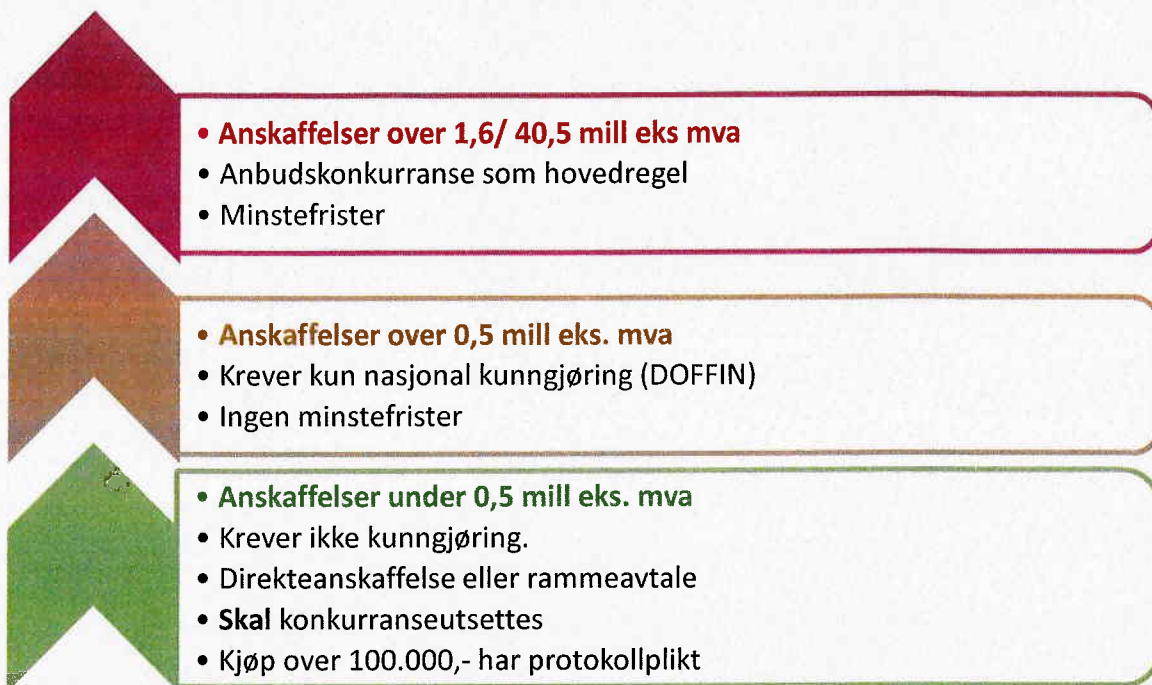 • Anskaffelser over 1,6/ 40,5 mill eks mva
• Anbudskonkurranse som hovedregel
• Minstefrister
• Anskaffelser over 0,5 mill eks. mva
• Krever kun nasjonal kunngjøring (DOFFIN)
• Ingen minstefrister
• Anskaffelser under 0,5 mill eks. mva
• Krever ikke kunngjøring.
• Direkteanskaffelse eller rammeavtale
• Skal konkurranseutsettes
• Kjøp over 100.000,- har protokollplikt